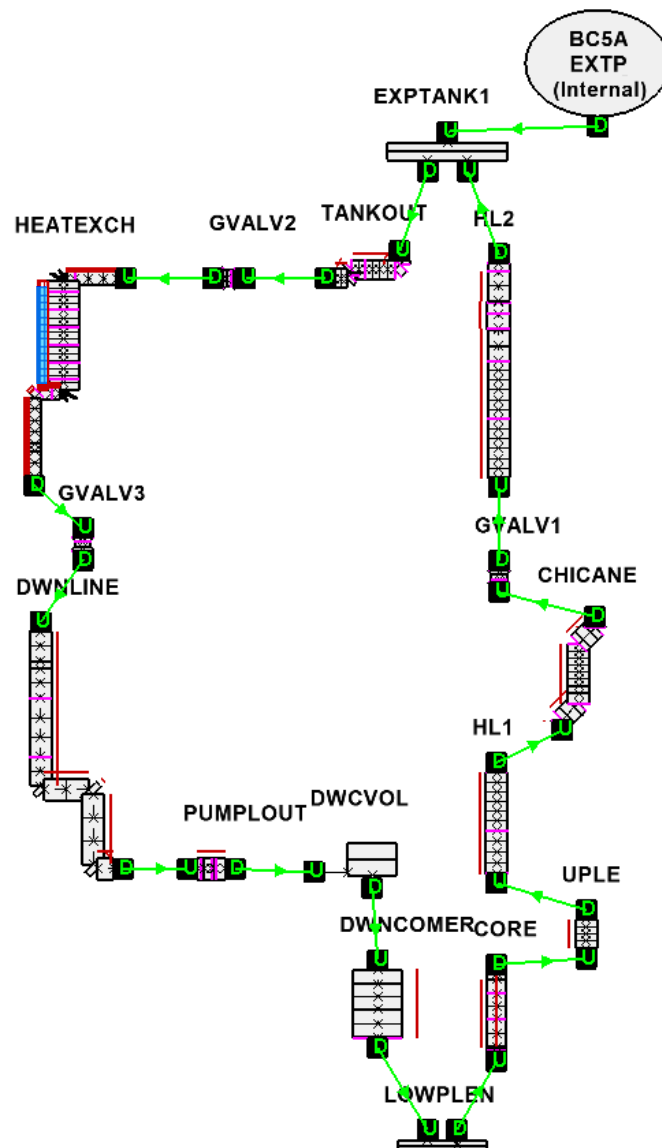 BC5A
EXTP
(Internal)
EXPTANK1
U
D
D
U
TANKOUT
HL2
GVALV2
HEATEXCH
U
D
U
D
U
D
D
U
GVALV3
GVALV1
U
D
D
U
CHICANE
D
DWNLINE
U
HL1
U
D
PUMPLOUT
DWCVOL
D
U
D
U
D
U
UPLE
D
DWNCOMER
CORE
U
D
U
D
U
LOWPLEN
U
D